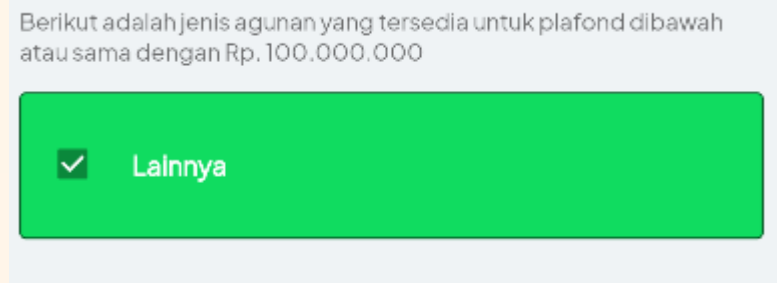 Berikut adalah jenis agunan yang tersedia untuk plafond dibawah
atau sama dengan Rp. 100.000.000
Lainnya